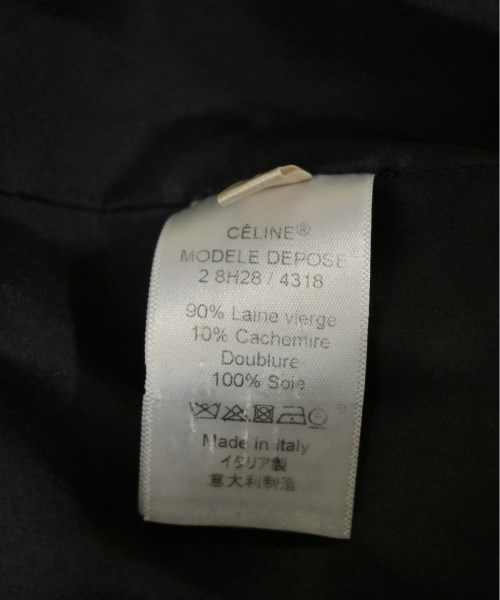 CÉLINE®
MODELE DEPOSE
2 8H28 / 4318
90% Laine vierge
10% Cachemire
Doublure
100% Soie
Made in Italy
イタリア製
意大利制造